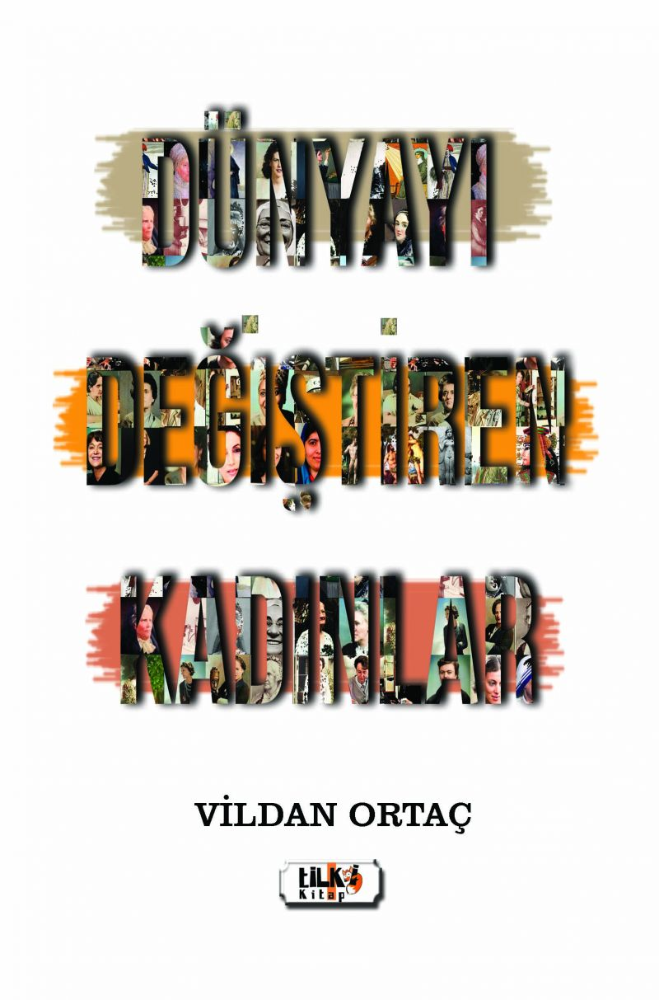 DÜNYAYI
DEĞİŞTİREN
KADINLAR
VİLDAN ORTAÇ
tiLKi
Kitap